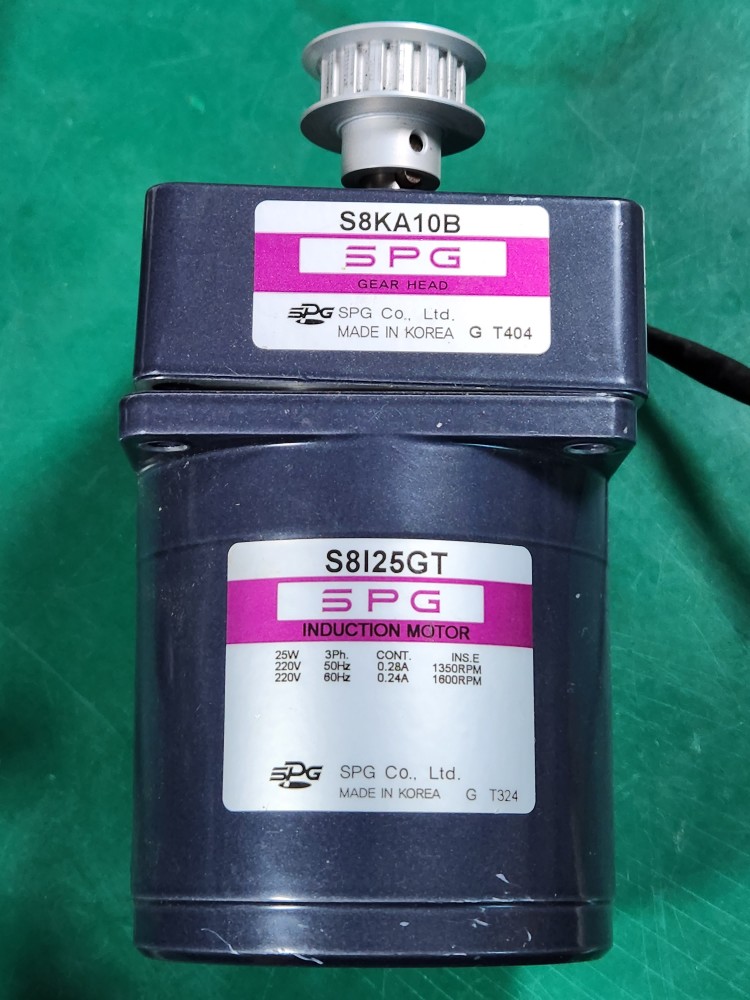 S8KA10B
SPG
GEAR HEAD
SPG SPG Co., Ltd.
MADE IN KOREA G T404
S8I25GT
SPG
INDUCTION MOTOR
25W 3Ph. CONT. INS.E
220V 50Hz 0.28A 1350RPM
220V 60Hz 0.24A 1600RPM
SPG SPG Co., Ltd.
MADE IN KOREA G T324